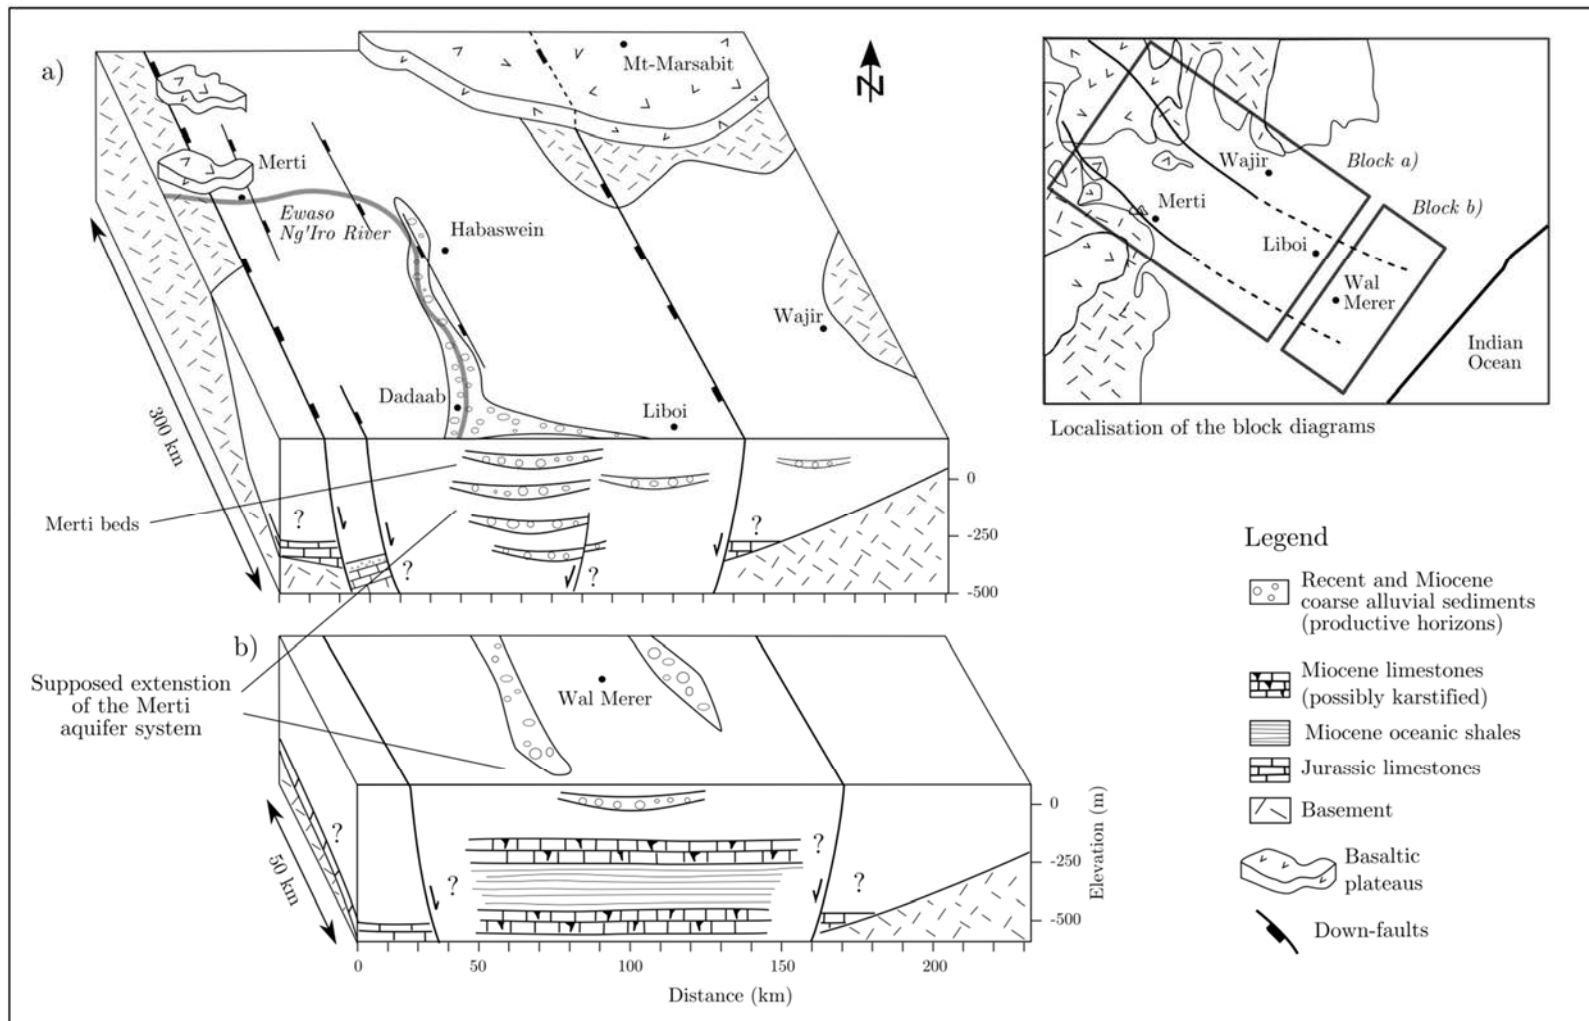 a)
Mt-Marsabit
N
Merti
Ewaso
Ng'Iro River
Habaswein
Wajir
Dadaab
Liboi
300 km
Merti beds
?
?
?
?
0
-250
-500
b)
Supposed extenstion
of the Merti
aquifer system
Wal Merer
50 km
?
?
?
?
0
-250
-500
Elevation (m)
0
50
100
150
200
Distance (km)
Wajir
Block a)
Merti
Block b)
Liboi
Wal
Merer
Indian
Ocean
Localisation of the block diagrams
Legend
Recent and Miocene
coarse alluvial sediments
(productive horizons)
Miocene limestones
(possibly karstified)
Miocene oceanic shales
Jurassic limestones
Basement
Basaltic
plateaus
Down-faults